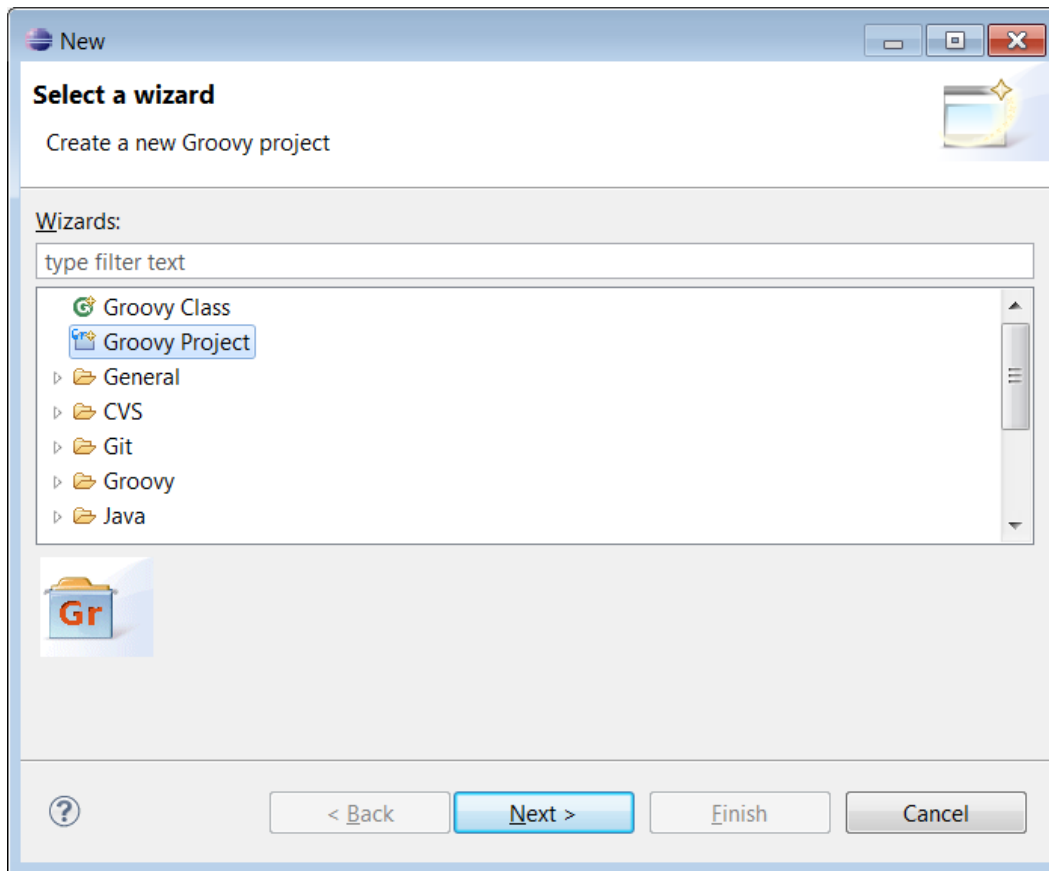 New
Select a wizard
Create a new Groovy project
Wizards:
type filter text
Groovy Class
Groovy Project
General
CVS
Git
Groovy
Java
Gr
< Back Next > Finish Cancel